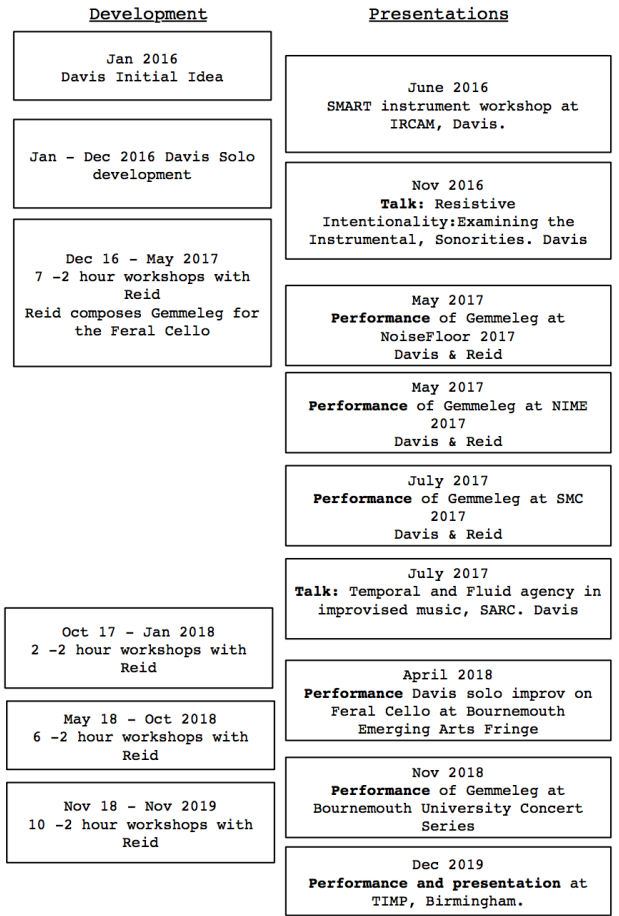 Development
Jan 2016
Davis Initial Idea
Jan – Dec 2016 Davis Solo
development
Dec 16 – May 2017
7 -2 hour workshops with
Reid
Reid composes Gemmeleg for
the Feral Cello
Oct 17 - Jan 2018
2 -2 hour workshops with
Reid
May 18 - Oct 2018
6 -2 hour workshops with
Reid
Nov 18 - Nov 2019
10 -2 hour workshops with
Reid
Presentations
June 2016
SMART instrument workshop at
IRCAM, Davis.
Nov 2016
Talk: Resistive
Intentionality:Examining the
Instrumental, Sonorities. Davis
May 2017
Performance of Gemmeleg at
NoiseFloor 2017
Davis & Reid
May 2017
Performance of Gemmeleg at NIME
2017
Davis & Reid
July 2017
Performance of Gemmeleg at SMC
2017
Davis & Reid
July 2017
Talk: Temporal and Fluid agency in
improvised music, SARC. Davis
April 2018
Performance Davis solo improv on
Feral Cello at Bournemouth
Emerging Arts Fringe
Nov 2018
Performance of Gemmeleg at
Bournemouth University Concert
Series
Dec 2019
Performance and presentation at
TIMP, Birmingham.